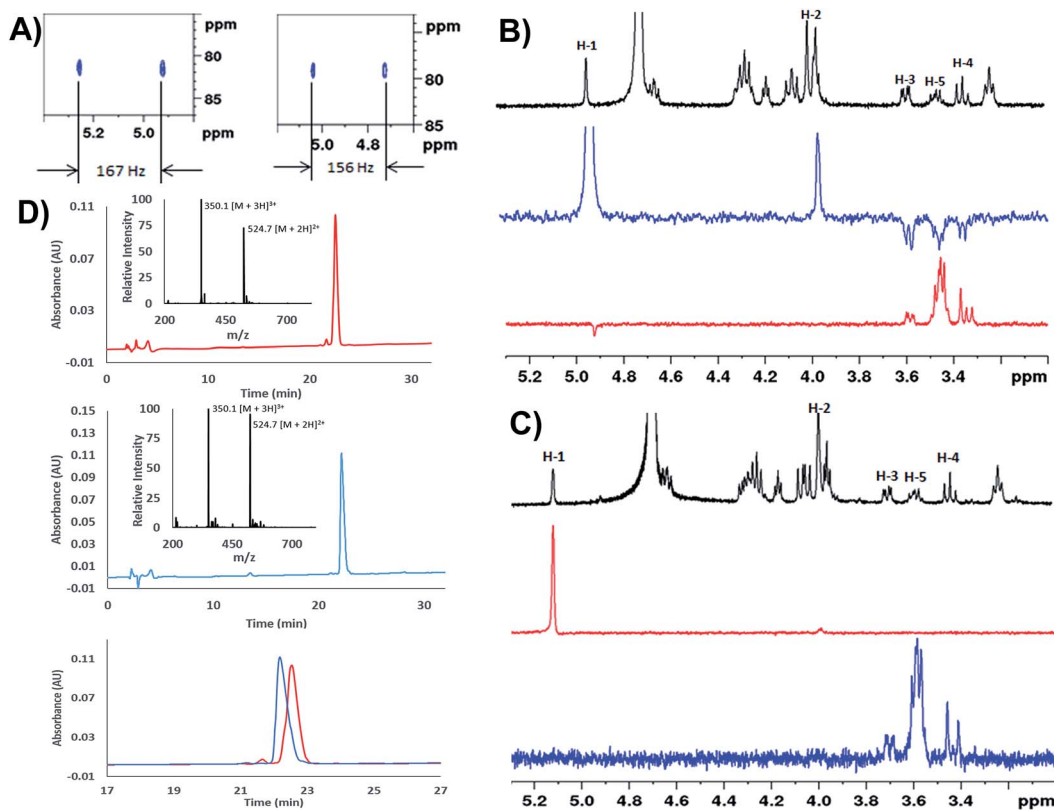 A)
ppm
80
85
5.2 5.0 ppm
167 Hz
ppm
80
85
5.0 4.8 ppm
156 Hz
B)
H-1
H-2
H-3
H-5
H-4
5.2 5.0 4.8 4.6 4.4 4.2 4.0 3.8 3.6 3.4 ppm
C)
H-1
H-2
H-3
H-5
H-4
5.2 5.0 4.8 4.6 4.4 4.2 4.0 3.8 3.6 3.4 ppm
D)
Absorbance (AU)
0.11
0.07
0.03
-0.01
0 10 20 30
Time (min)
Relative Intensity
100
75
50
25
0
200 450 700
m/z
350.1 [M + 3H]3+
524.7 [M + 2H]2+
Absorbance (AU)
0.15
0.13
0.11
0.09
0.07
0.05
0.03
0.01
-0.01
0 10 20 30
Time (min)
Relative Intensity
100
75
50
25
0
200 450 700
m/z
350.1 [M + 3H]3+
524.7 [M + 2H]2+
Absorbance (AU)
0.11
0.07
0.03
-0.01
17 19 21 23 25 27
Time (min)